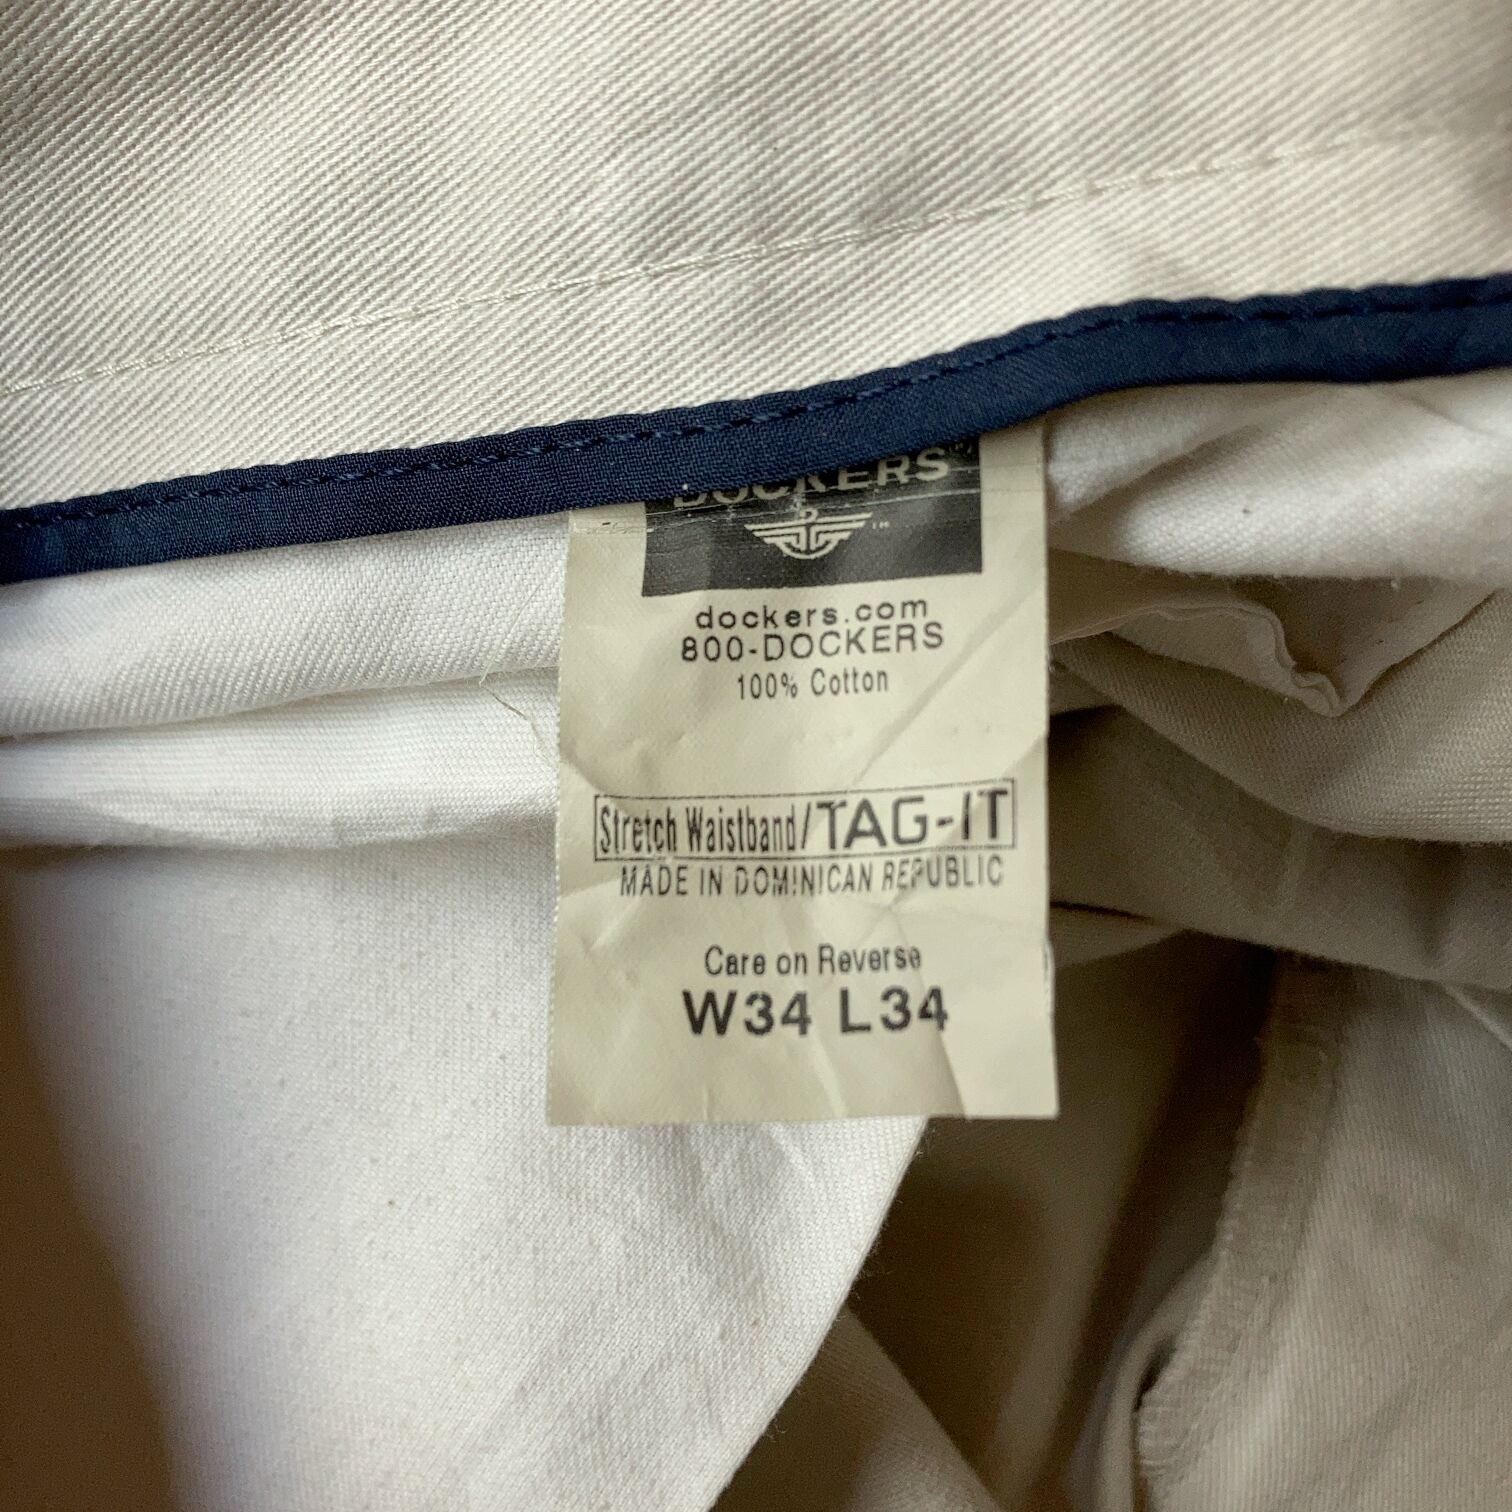 DOCKERS
TM
dockers.com
800-DOCKERS
100% Cotton
Stretch Waistband/TAG-IT
MADE IN DOMINICAN REPUBLIC
Care on Reverse
W34 L34